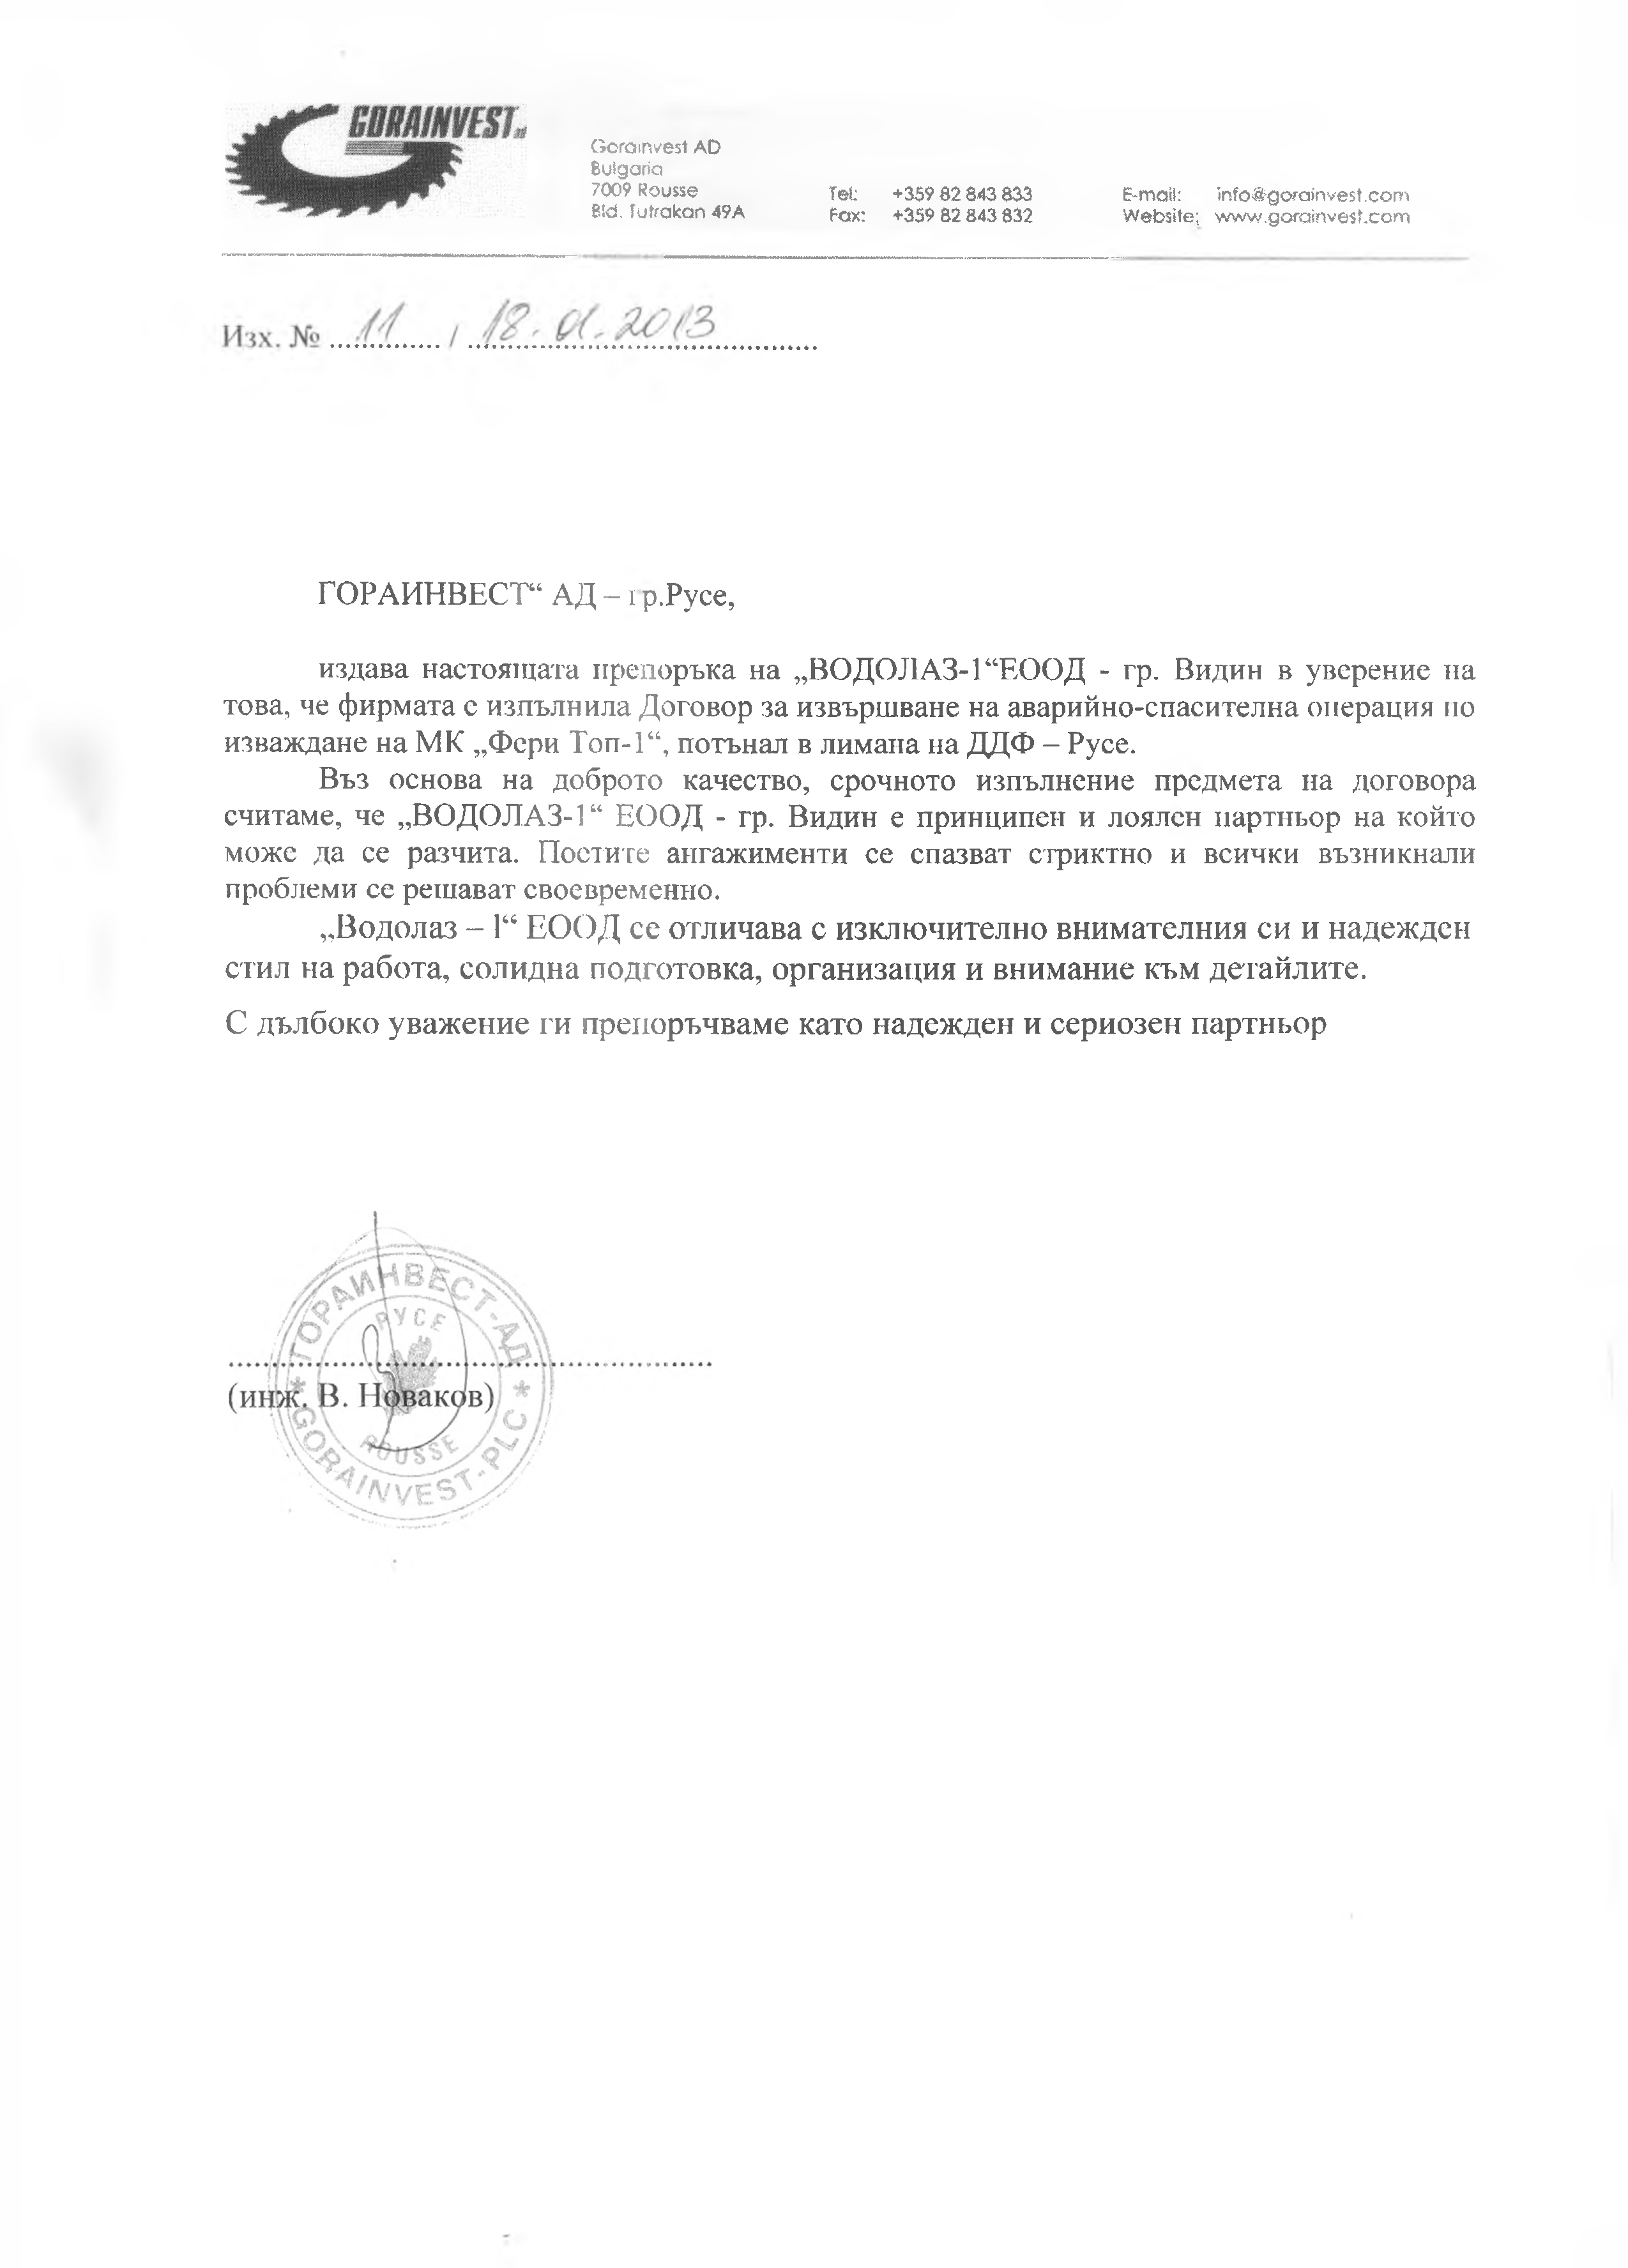 GORAINVEST AD
Gorainvest AD
Bulgaria
7009 Rousse
Bld. Tutrakan 49A
Tel: +359 82 843 833
Fax: +359 82 843 832
E-mail: info@gorainvest.com
Website: www.gorainvest.com
Изх. № 11 / 18.01.2013
ГОРАИНВЕСТ“ АД – гр.Русе,
издава настоящата препоръка на „ВОДОЛАЗ-1“ЕООД - гр. Видин в уверение на
това, че фирмата е изпълнила Договор за извършване на аварийно-спасителна операция по
изваждане на МК „Фери Топ-1“, потънал в лимана на ДДФ – Русе.
Въз основа на доброто качество, срочното изпълнение предмета на договора
считаме, че „ВОДОЛАЗ-1“ ЕООД - гр. Видин е принципен и лоялен партньор на който
може да се разчита. Поетите ангажименти се спазват стриктно и всички възникнали
проблеми се решават своевременно.
„Водолаз – 1“ ЕООД се отличава с изключително внимателния си и надежден
стил на работа, солидна подготовка, организация и внимание към детайлите.
С дълбоко уважение ги препоръчваме като надежден и сериозен партньор
(инж. В. Новаков)
* ГОРАИНВЕСТ-АД *
РУСЕ
ROUSSE
GORAINVEST-PLC